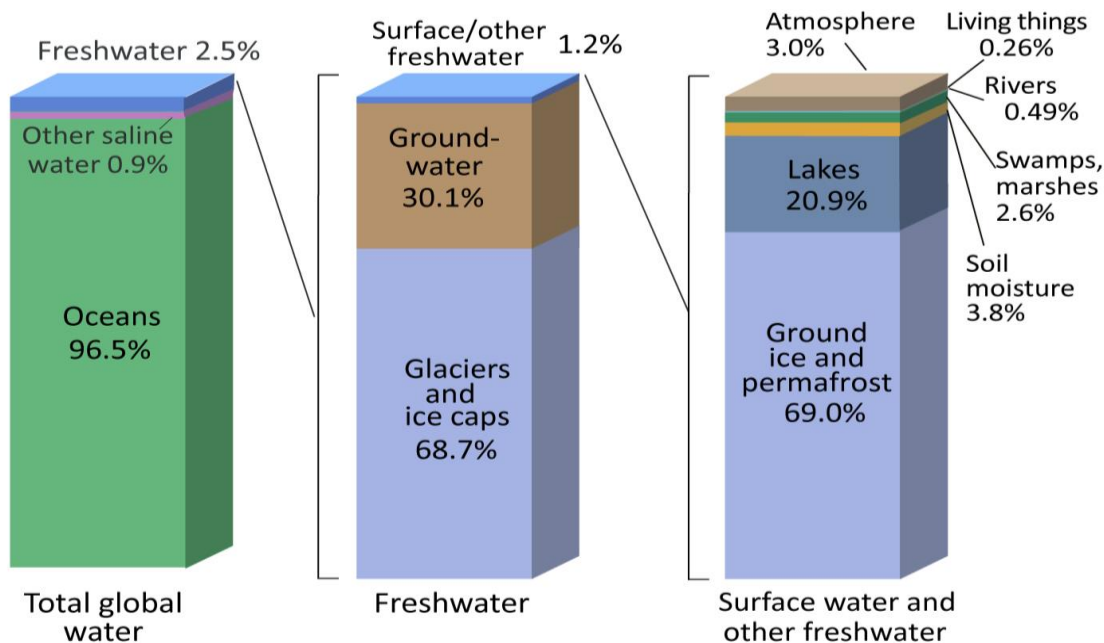 Freshwater 2.5%
Other saline
water 0.9%
Oceans
96.5%
Total global
water
Surface/other
freshwater
1.2%
Ground-
water
30.1%
Glaciers
and
ice caps
68.7%
Freshwater
Atmosphere
3.0%
Living things
0.26%
Rivers
0.49%
Swamps,
marshes
2.6%
Soil
moisture
3.8%
Lakes
20.9%
Ground
ice and
permafrost
69.0%
Surface water and
other freshwater